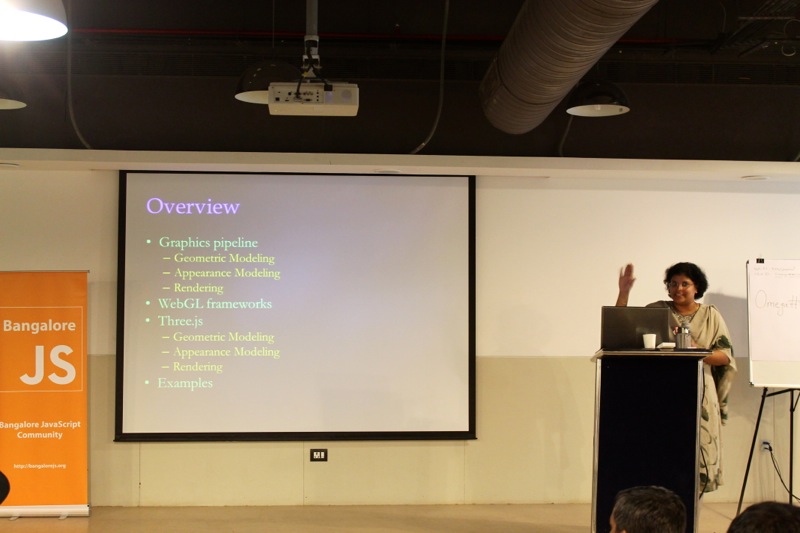 Overview
• Graphics pipeline
– Geometric Modeling
– Appearance Modeling
– Rendering
• WebGL frameworks
• Three.js
– Geometric Modeling
– Appearance Modeling
– Rendering
• Examples
Bangalore
JS
Bangalore JavaScript
Community
http://bangalorejs.org